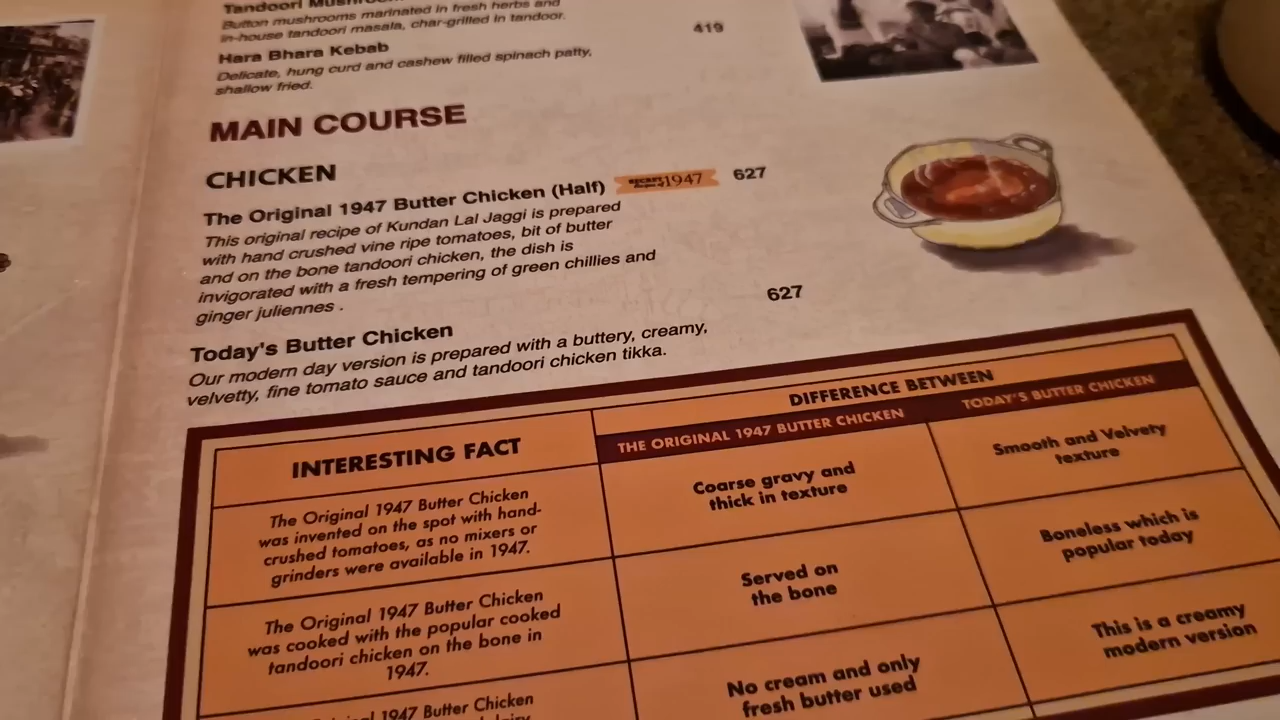 Tandoori Mushroo
Button mushrooms marinated in fresh herbs and
in-house tandoori masala, char-grilled in tandoor.
419
Hara Bhara Kebab
Delicate, hung curd and cashew filled spinach patty,
shallow fried.
MAIN COURSE
CHICKEN
The Original 1947 Butter Chicken (Half) 1947 627
This original recipe of Kundan Lal Jaggi is prepared
with hand crushed vine ripe tomatoes, bit of butter
and on the bone tandoori chicken, the dish is
invigorated with a fresh tempering of green chillies and
ginger juliennes .
627
Today's Butter Chicken
Our modern day version is prepared with a buttery, creamy,
velvetty, fine tomato sauce and tandoori chicken tikka.
DIFFERENCE BETWEEN
INTERESTING FACT
THE ORIGINAL 1947 BUTTER CHICKEN
TODAY'S BUTTER CHICKEN
The Original 1947 Butter Chicken
was invented on the spot with hand-
crushed tomatoes, as no mixers or
grinders were available in 1947.
Coarse gravy and
thick in texture
Smooth and Velvety
texture
The Original 1947 Butter Chicken
was cooked with the popular cooked
tandoori chicken on the bone in
1947.
Served on
the bone
Boneless which is
popular today
1947 Butter Chicken
No cream and only
fresh butter used
This is a creamy
modern version